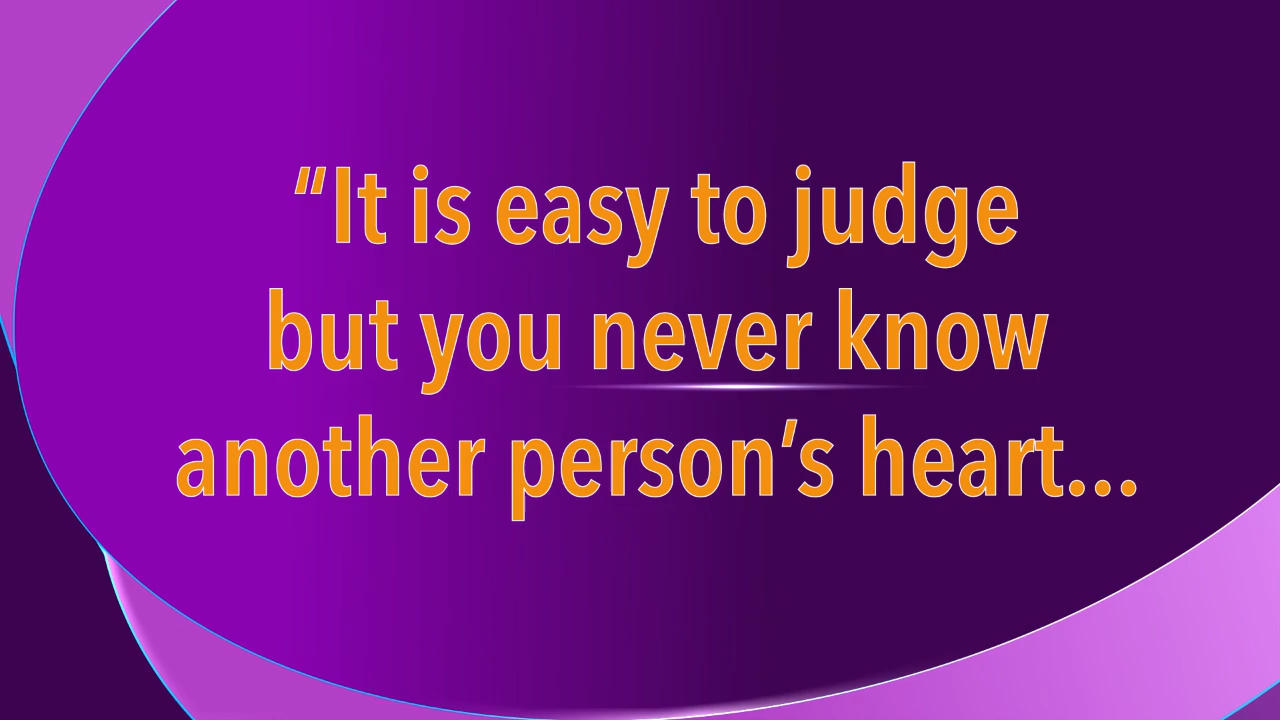 “It is easy to judge
but you never know
another person’s heart...